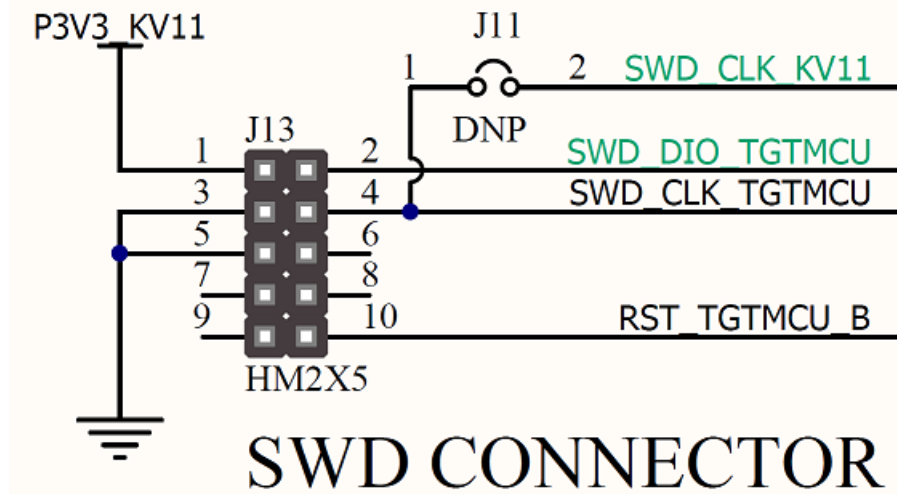 P3V3_KV11
J11
1 2 SWD_CLK_KV11
DNP
J13
1 2 SWD_DIO_TGTMCU
3 4 SWD_CLK_TGTMCU
5 6
7 8
9 10 RST_TGTMCU_B
HM2X5
SWD CONNECTOR